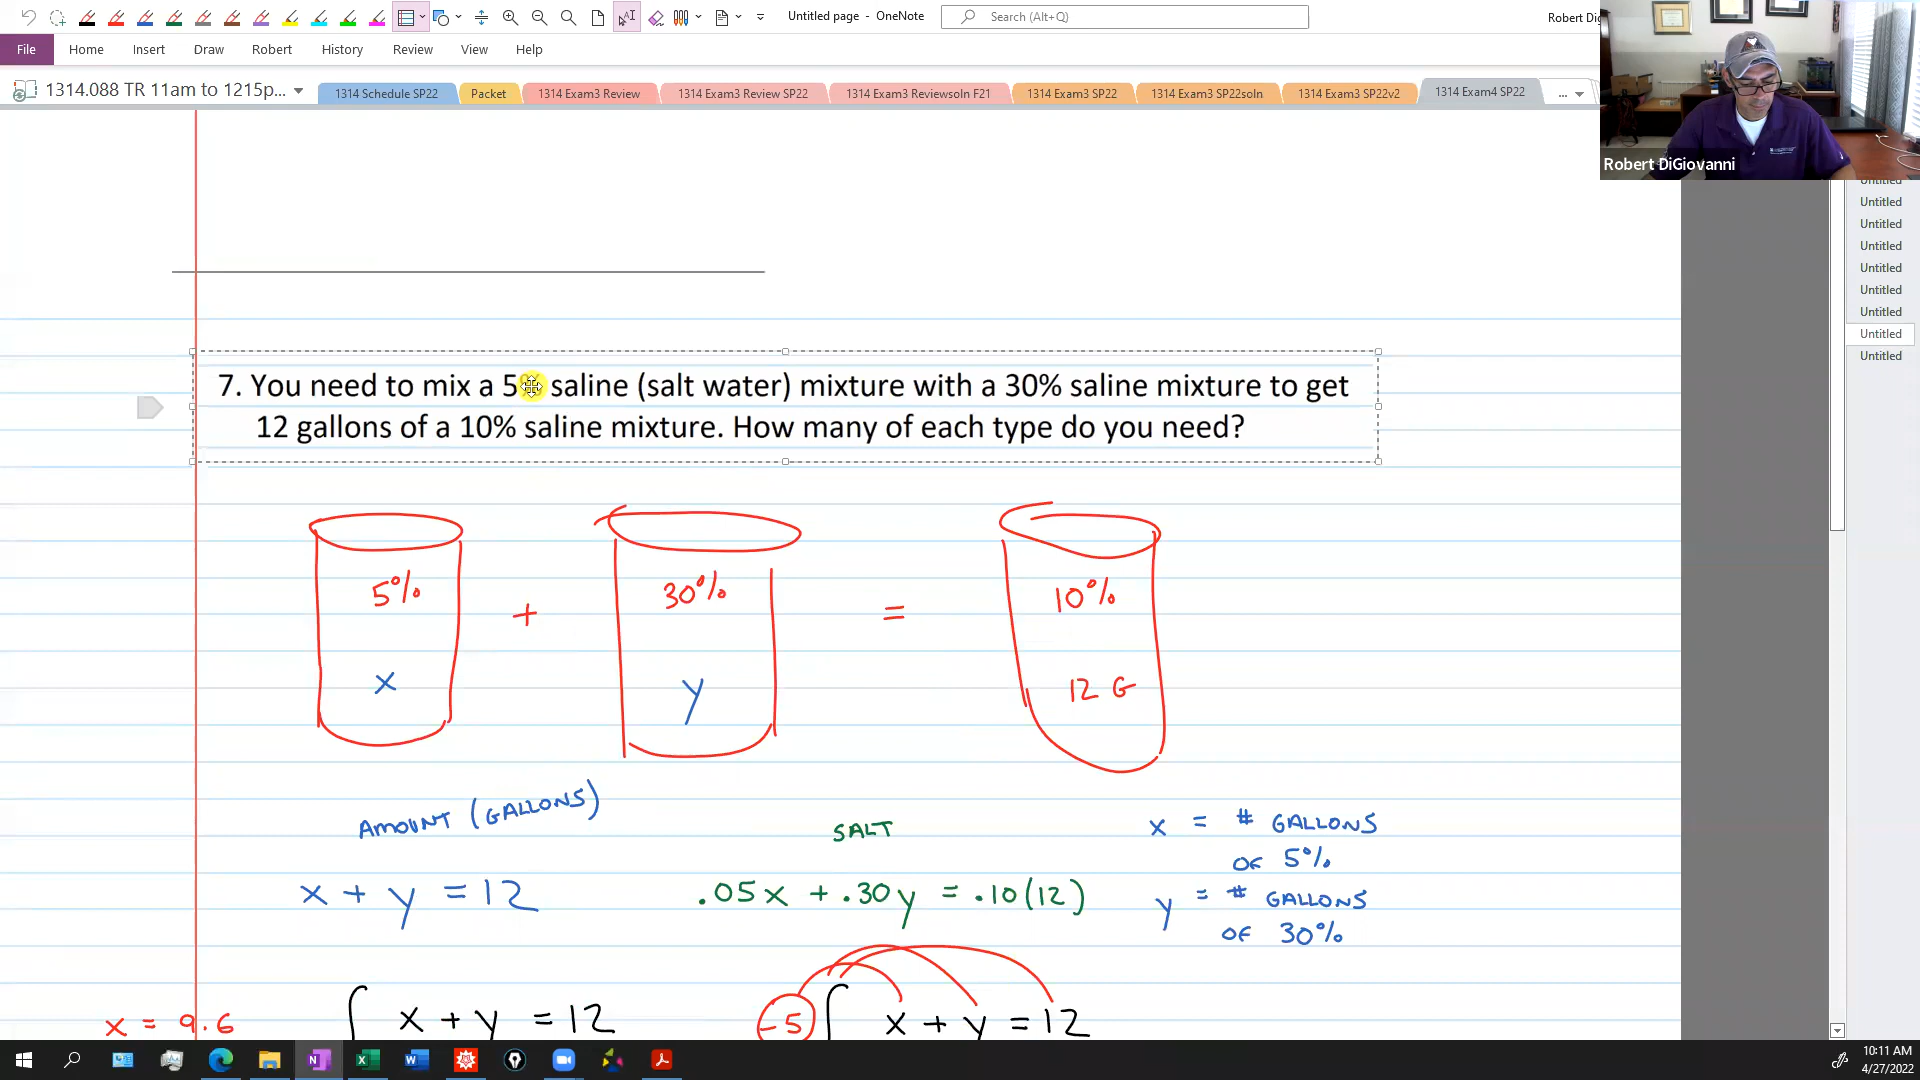 Untitled page - OneNote
Search (Alt+Q)
File Home Insert Draw Robert History Review View Help
1314.088 TR 11am to 1215p...
1314 Schedule SP22
Packet
1314 Exam3 Review
1314 Exam3 Review SP22
1314 Exam3 Reviewsoln F21
1314 Exam3 SP22
1314 Exam3 SP22soln
1314 Exam3 SP22v2
1314 Exam4 SP22
...
Robert DiGiovanni
Untitled
Untitled
Untitled
Untitled
Untitled
Untitled
Untitled
Untitled
7. You need to mix a 5% saline (salt water) mixture with a 30% saline mixture to get
12 gallons of a 10% saline mixture. How many of each type do you need?
5% + 30% = 10%
x y 12 G
AMOUNT (GALLONS)
SALT
x = # GALLONS
OF 5%
x + y = 12
.05x + .30y = .10(12)
y = # GALLONS
OF 30%
x = 9.6
x + y = 12
-5 x + y = 12
10:11 AM
4/27/2022